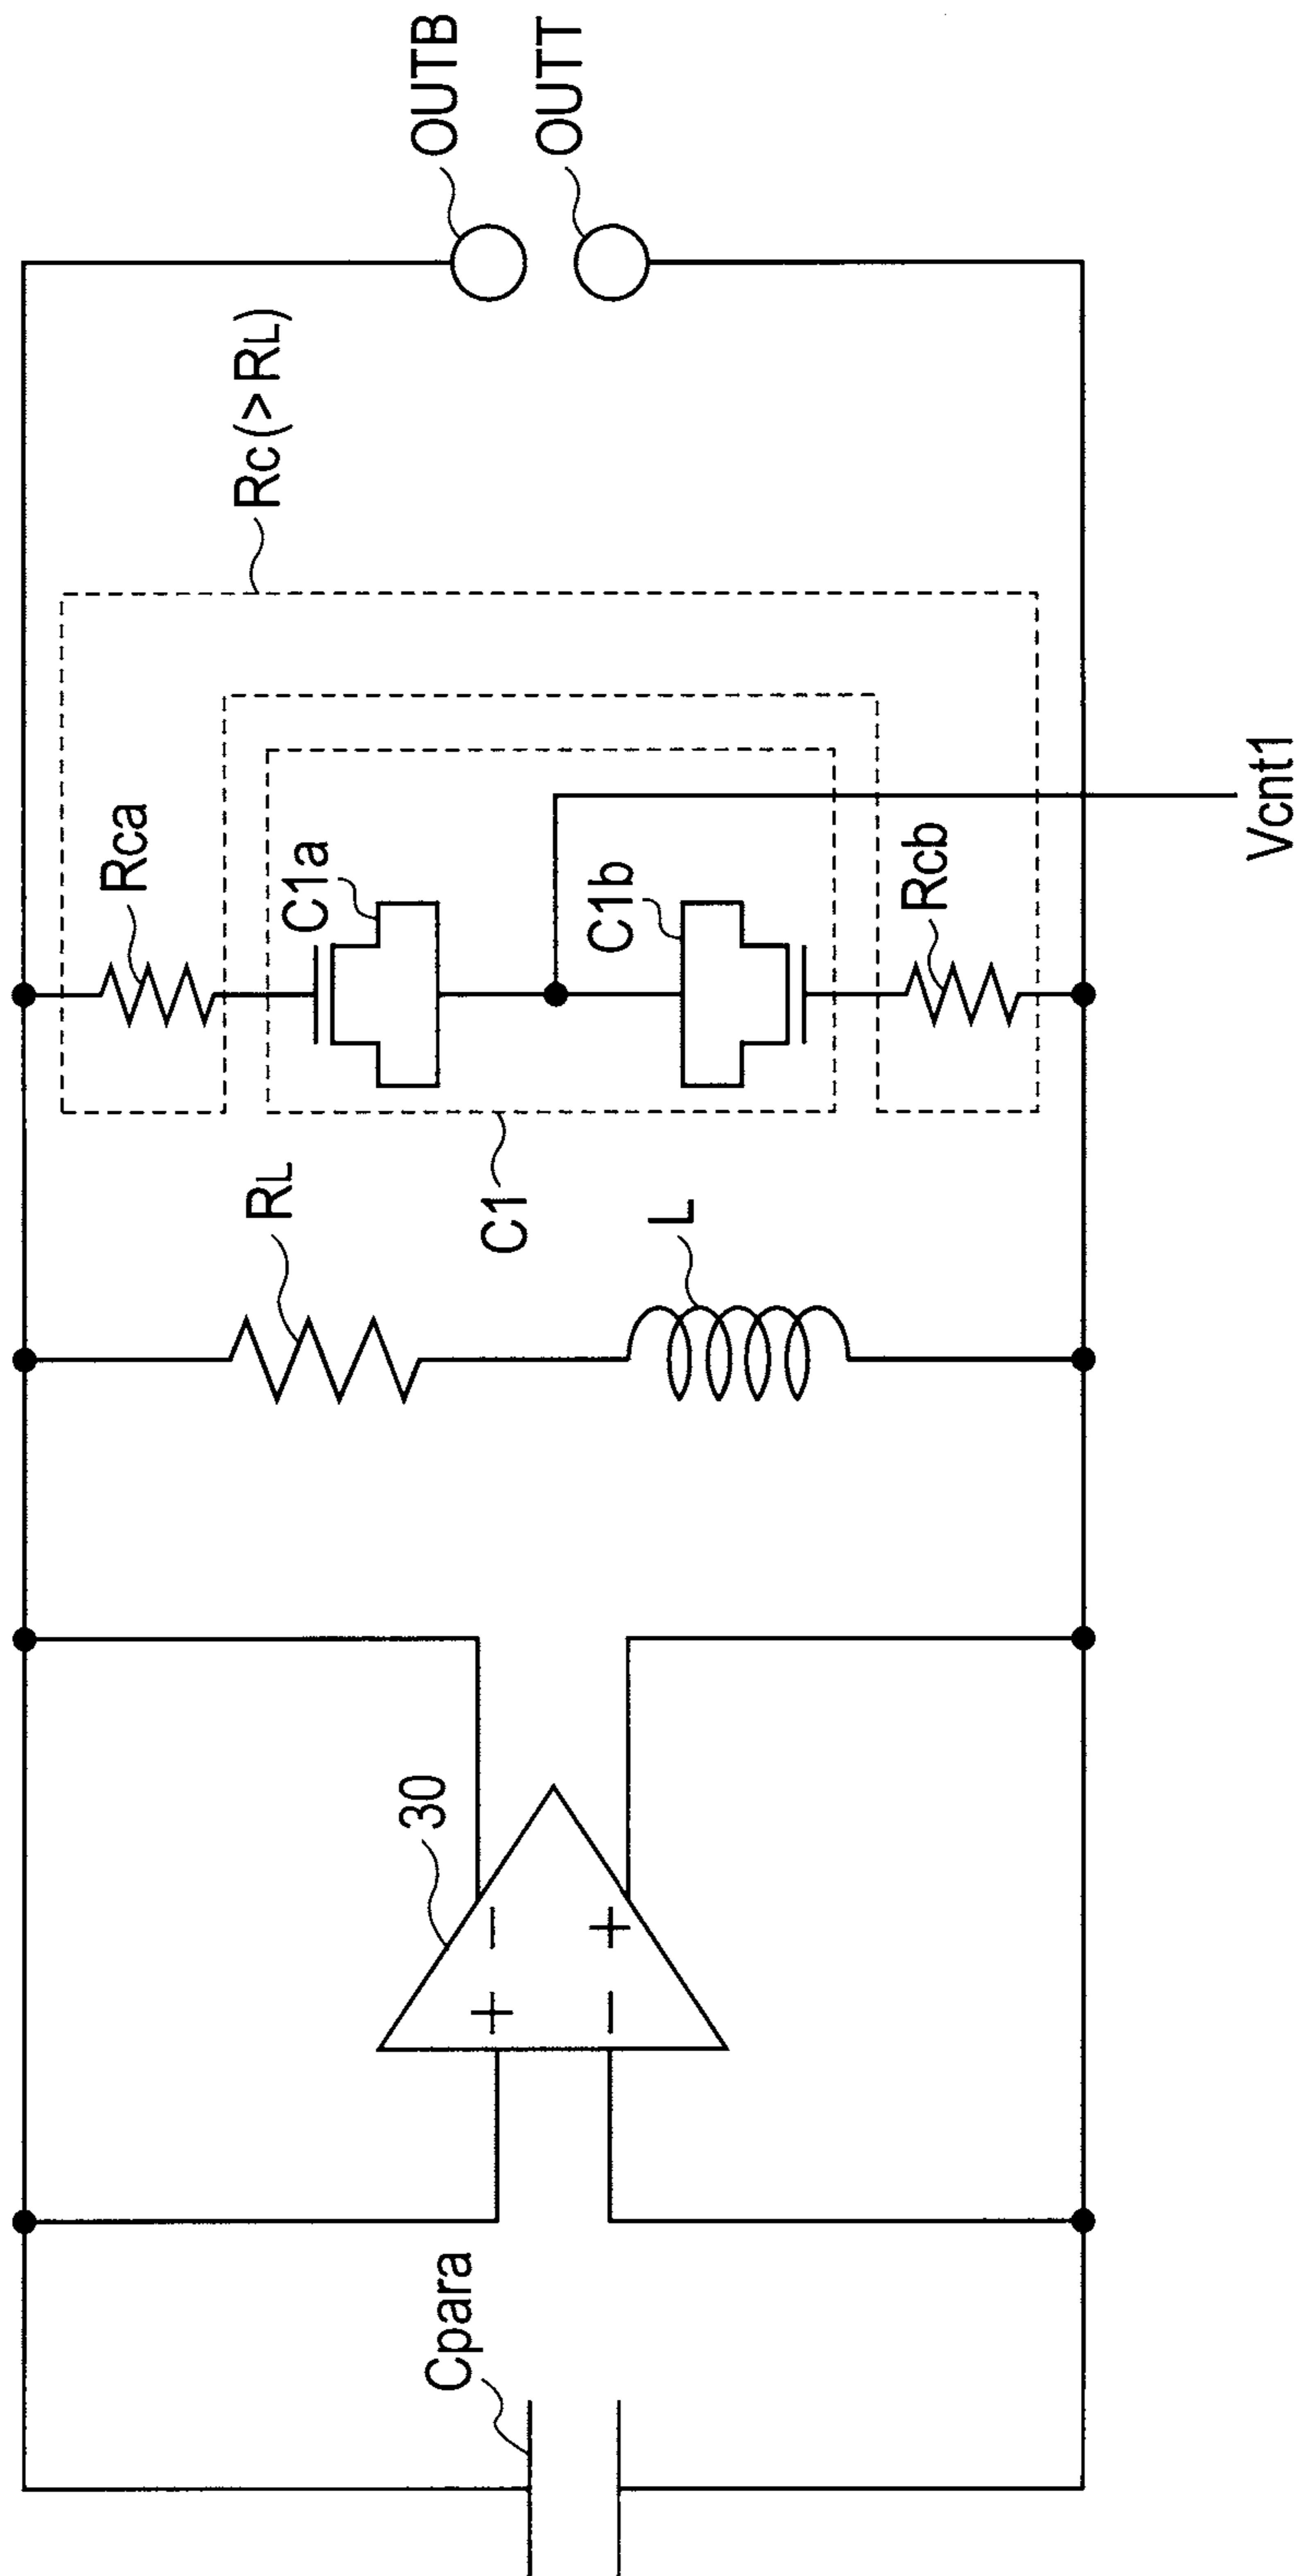 OUTB
OUTT
Rc(>RL)
Rca
C1a
C1b
Rcb
Vcnt1
C1
RL
L
30
+ −
− +
Cpara